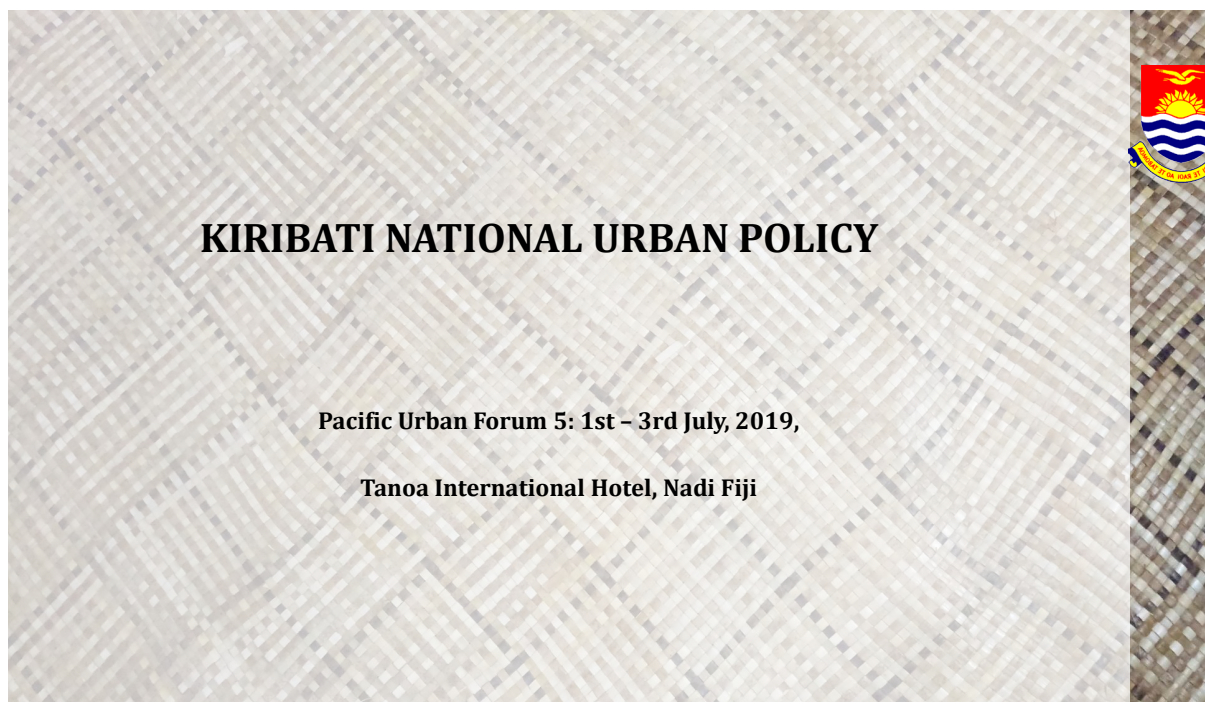 KIRIBATI NATIONAL URBAN POLICY
Pacific Urban Forum 5: 1st – 3rd July, 2019,
Tanoa International Hotel, Nadi Fiji